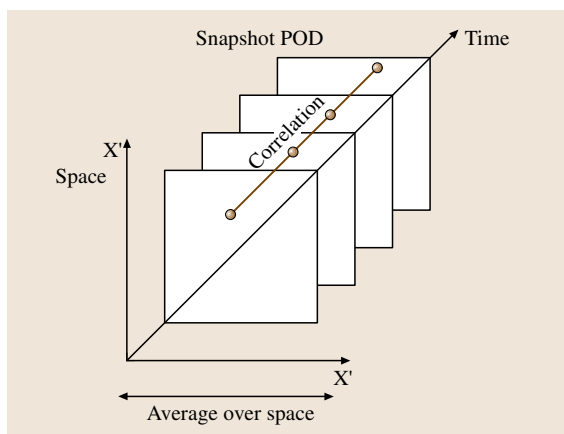 Snapshot POD
Time
Correlation
X'
Space
X'
Average over space